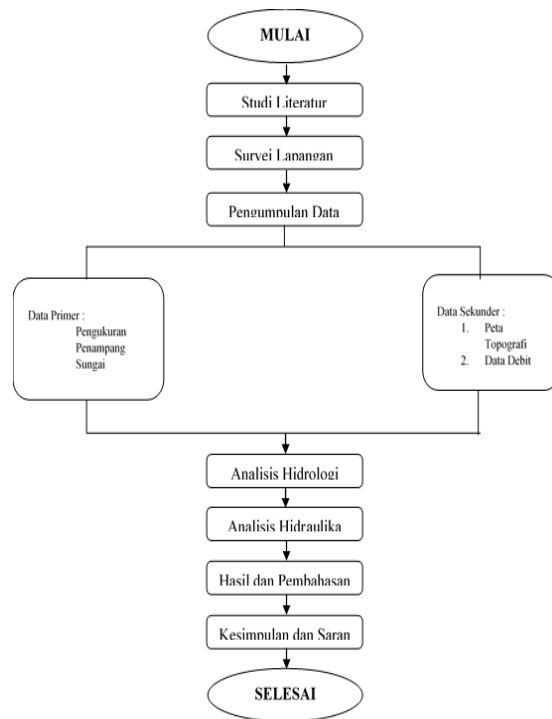 MULAI
Studi Literatur
Survei Lapangan
Pengumpulan Data
Data Primer :
Pengukuran
Penampang
Sungai
Data Sekunder :
1. Peta
Topografi
2. Data Debit
Analisis Hidrologi
Analisis Hidraulika
Hasil dan Pembahasan
Kesimpulan dan Saran
SELESAI